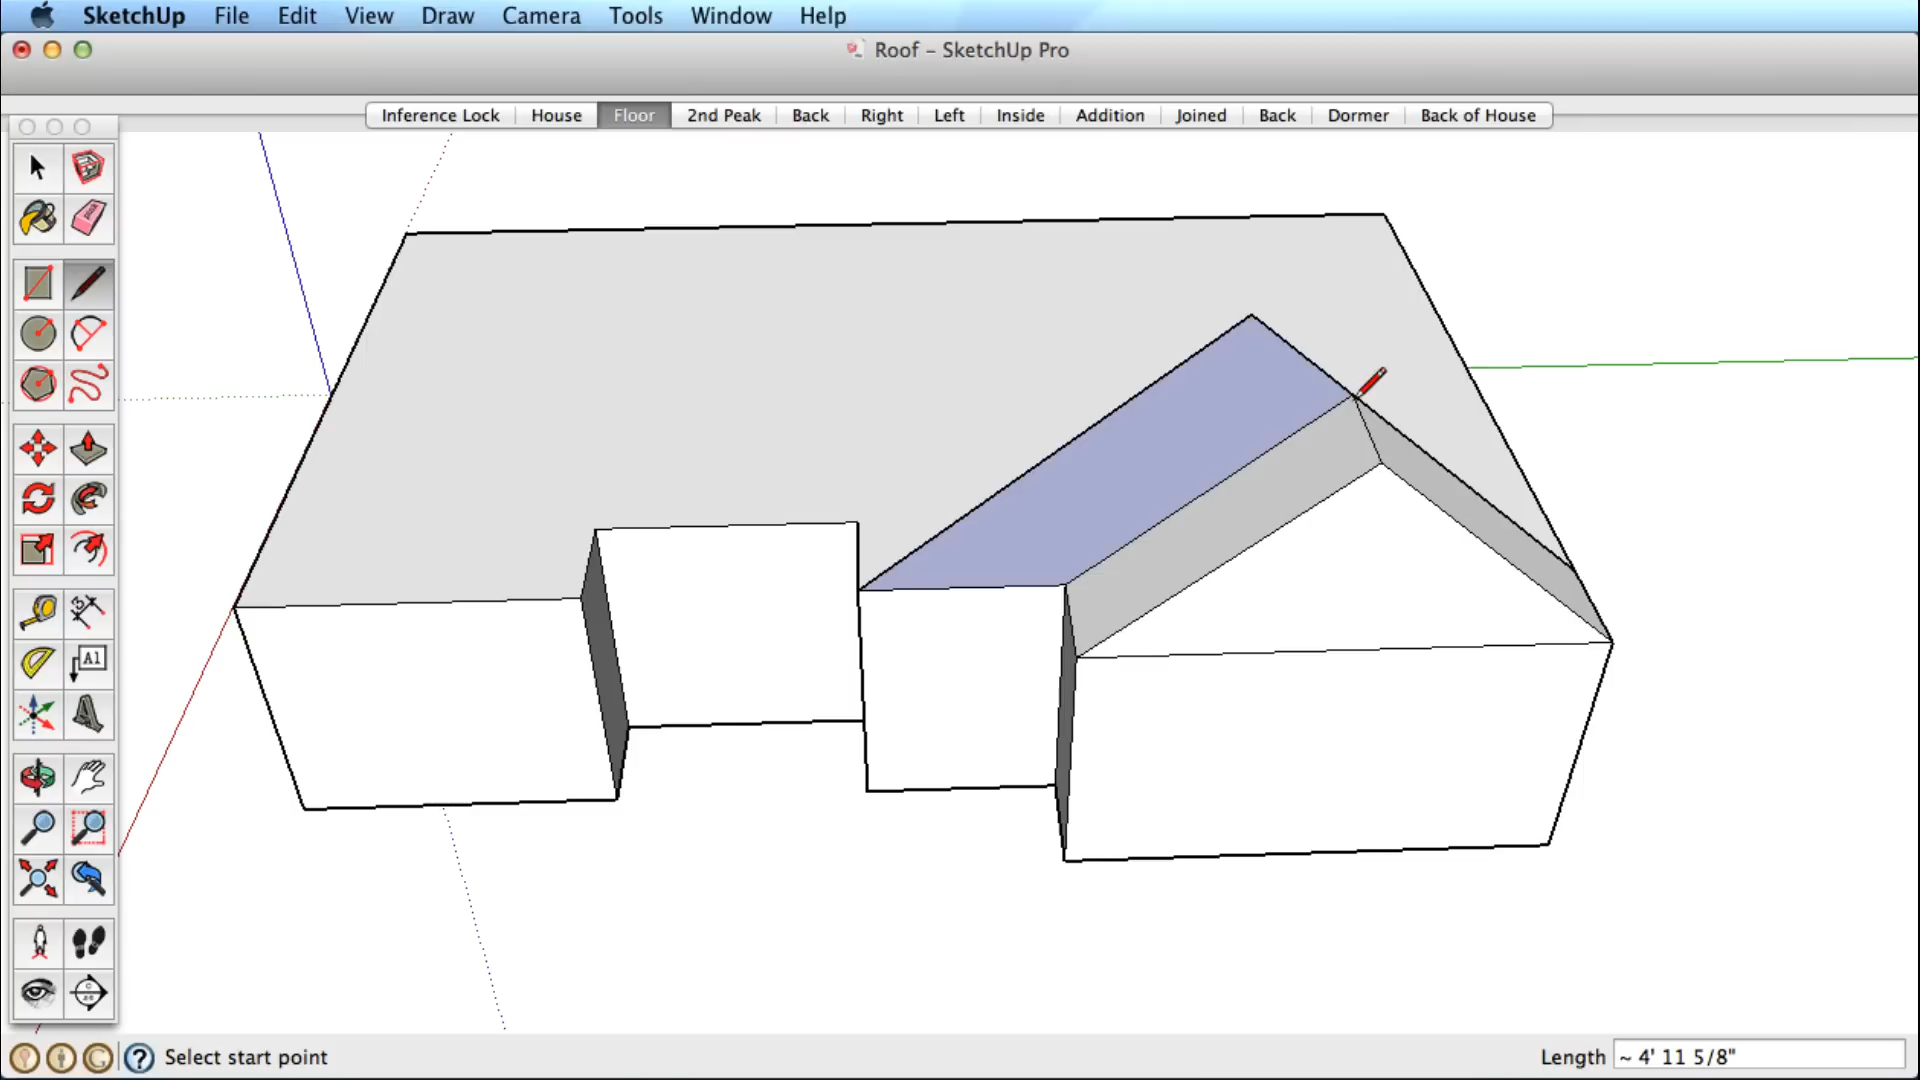 SketchUp File Edit View Draw Camera Tools Window Help
Roof – SketchUp Pro
Inference Lock House Floor 2nd Peak Back Right Left Inside Addition Joined Back Dormer Back of House
A1
Select start point
Length ~ 4' 11 5/8"